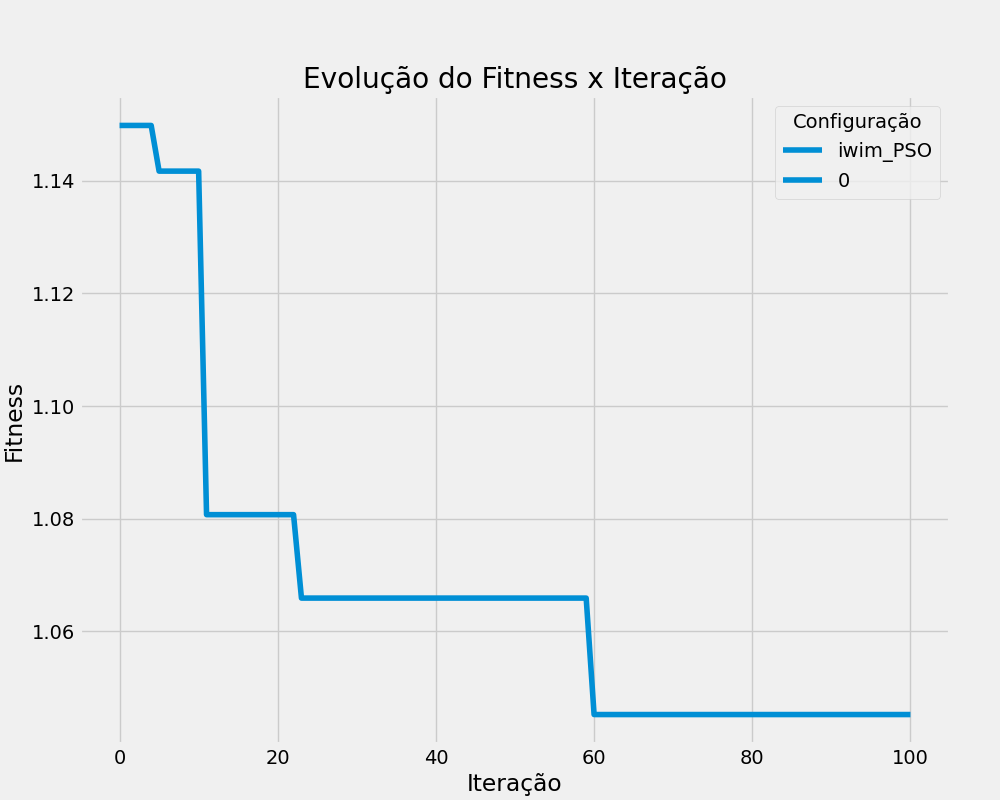 Evolução do Fitness x Iteração
Configuração
iwim_PSO
0
Fitness
1.14
1.12
1.10
1.08
1.06
0 20 40 60 80 100
Iteração